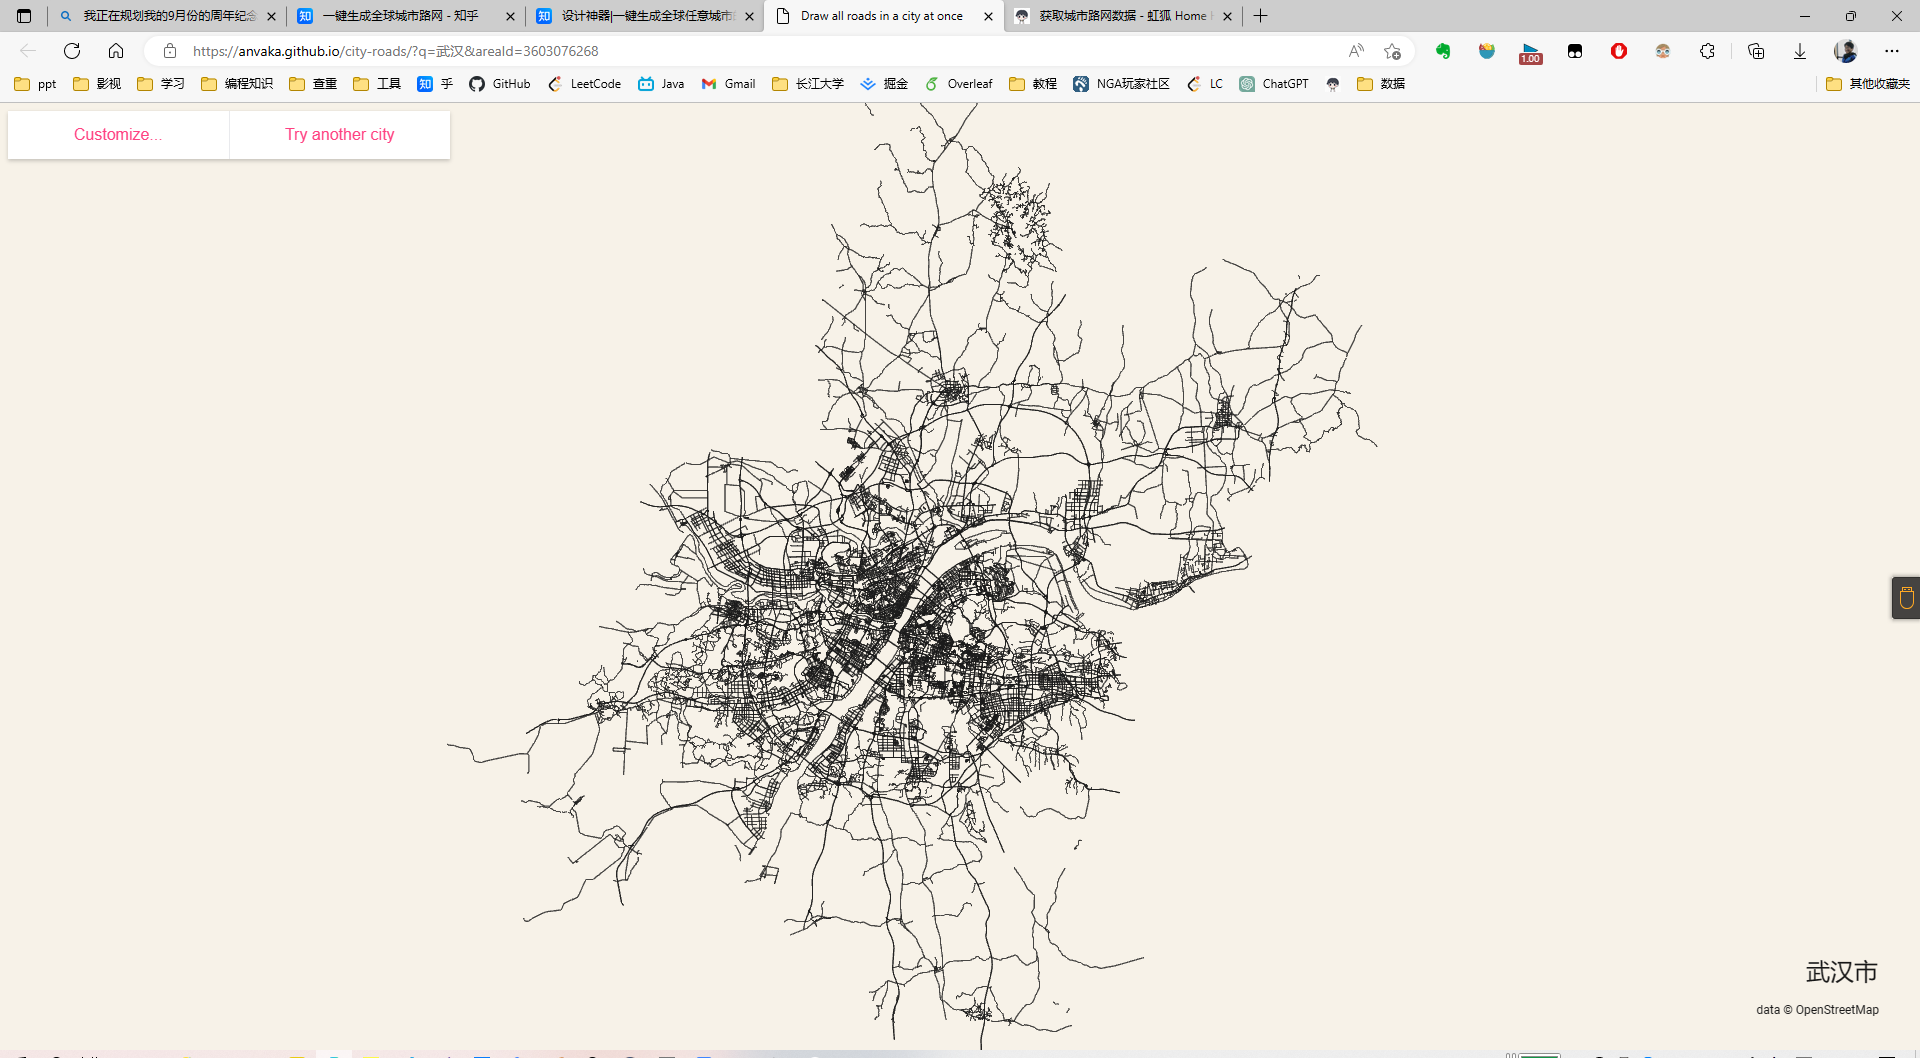 我正在规划我的9月份的周年纪念
一键生成全球城市路网 - 知乎
设计神器|一键生成全球任意城市
Draw all roads in a city at once
获取城市路网数据 - 虹狐 Home
https://anvaka.github.io/city-roads/?q=武汉&areaId=3603076268
1.00
ppt
影视
学习
编程知识
查重
工具
知 乎
GitHub
LeetCode
Java
Gmail
长江大学
掘金
Overleaf
教程
NGA玩家社区
LC
ChatGPT
数据
其他收藏夹
Customize...
Try another city
武汉市
data © OpenStreetMap